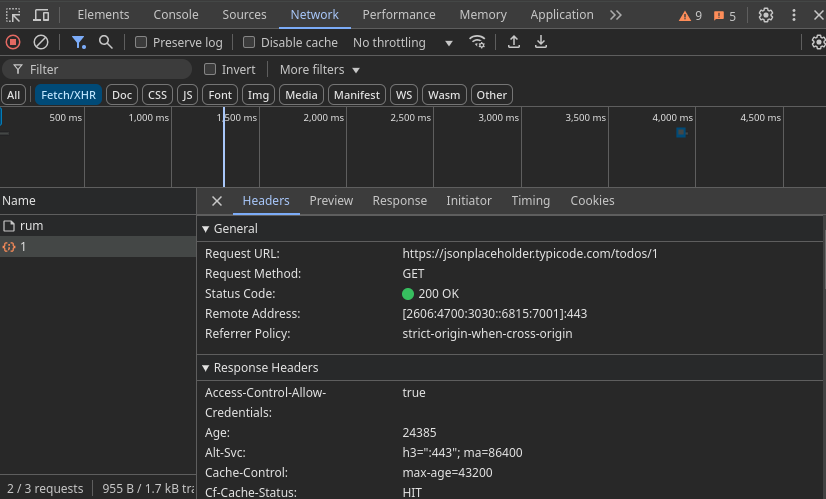 Elements Console Sources Network Performance Memory Application 9 5
Preserve log Disable cache No throttling
Filter Invert More filters
All Fetch/XHR Doc CSS JS Font Img Media Manifest WS Wasm Other
500 ms 1,000 ms 1,500 ms 2,000 ms 2,500 ms 3,000 ms 3,500 ms 4,000 ms 4,500 ms
Name
rum
1
2 / 3 requests 955 B / 1.7 kB tra
Headers Preview Response Initiator Timing Cookies
General
Request URL: https://jsonplaceholder.typicode.com/todos/1
Request Method: GET
Status Code: 200 OK
Remote Address: [2606:4700:3030::6815:7001]:443
Referrer Policy: strict-origin-when-cross-origin
Response Headers
Access-Control-Allow- true
Credentials:
Age: 24385
Alt-Svc: h3=":443"; ma=86400
Cache-Control: max-age=43200
Cf-Cache-Status: HIT